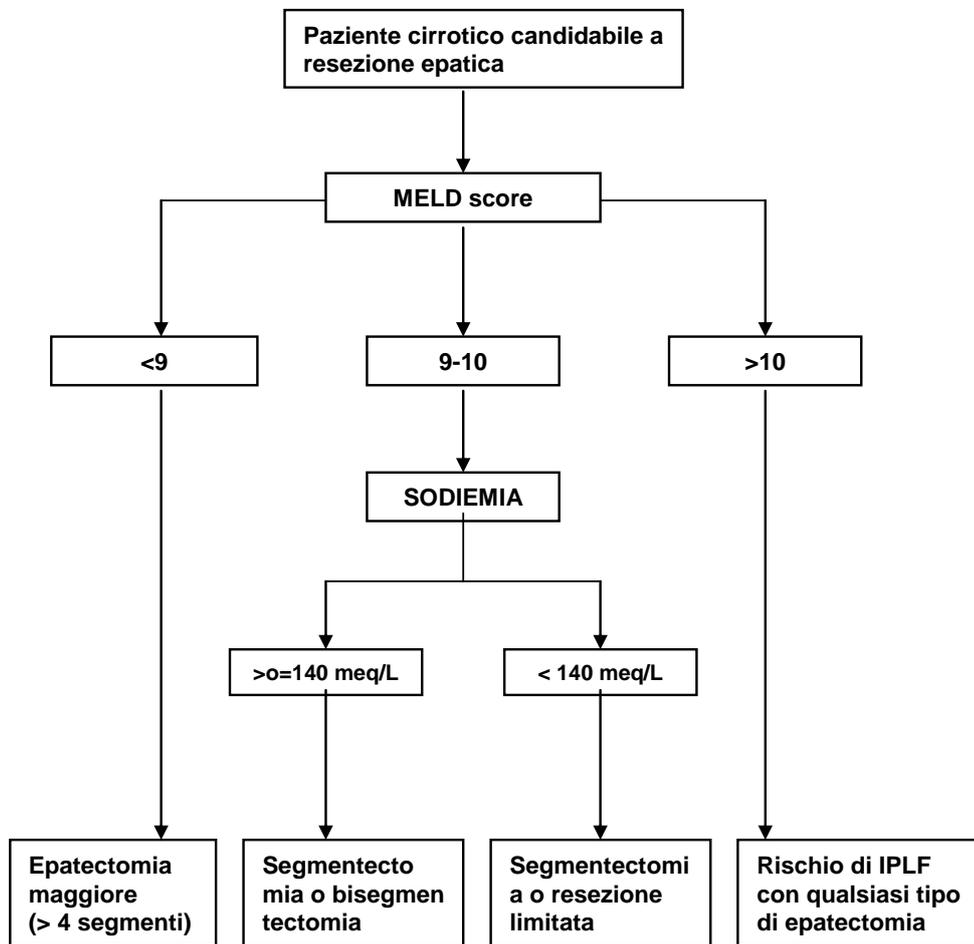 Paziente cirrotico candidabile a
resezione epatica
MELD score
<9
9-10
>10
SODIEMIA
>o=140 meq/L
< 140 meq/L
Epatectomia
maggiore
(> 4 segmenti)
Segmentecto
mia o bisegmen
tectomia
Segmentectomi
a o resezione
limitata
Rischio di IPLF
con qualsiasi tipo
di epatectomia